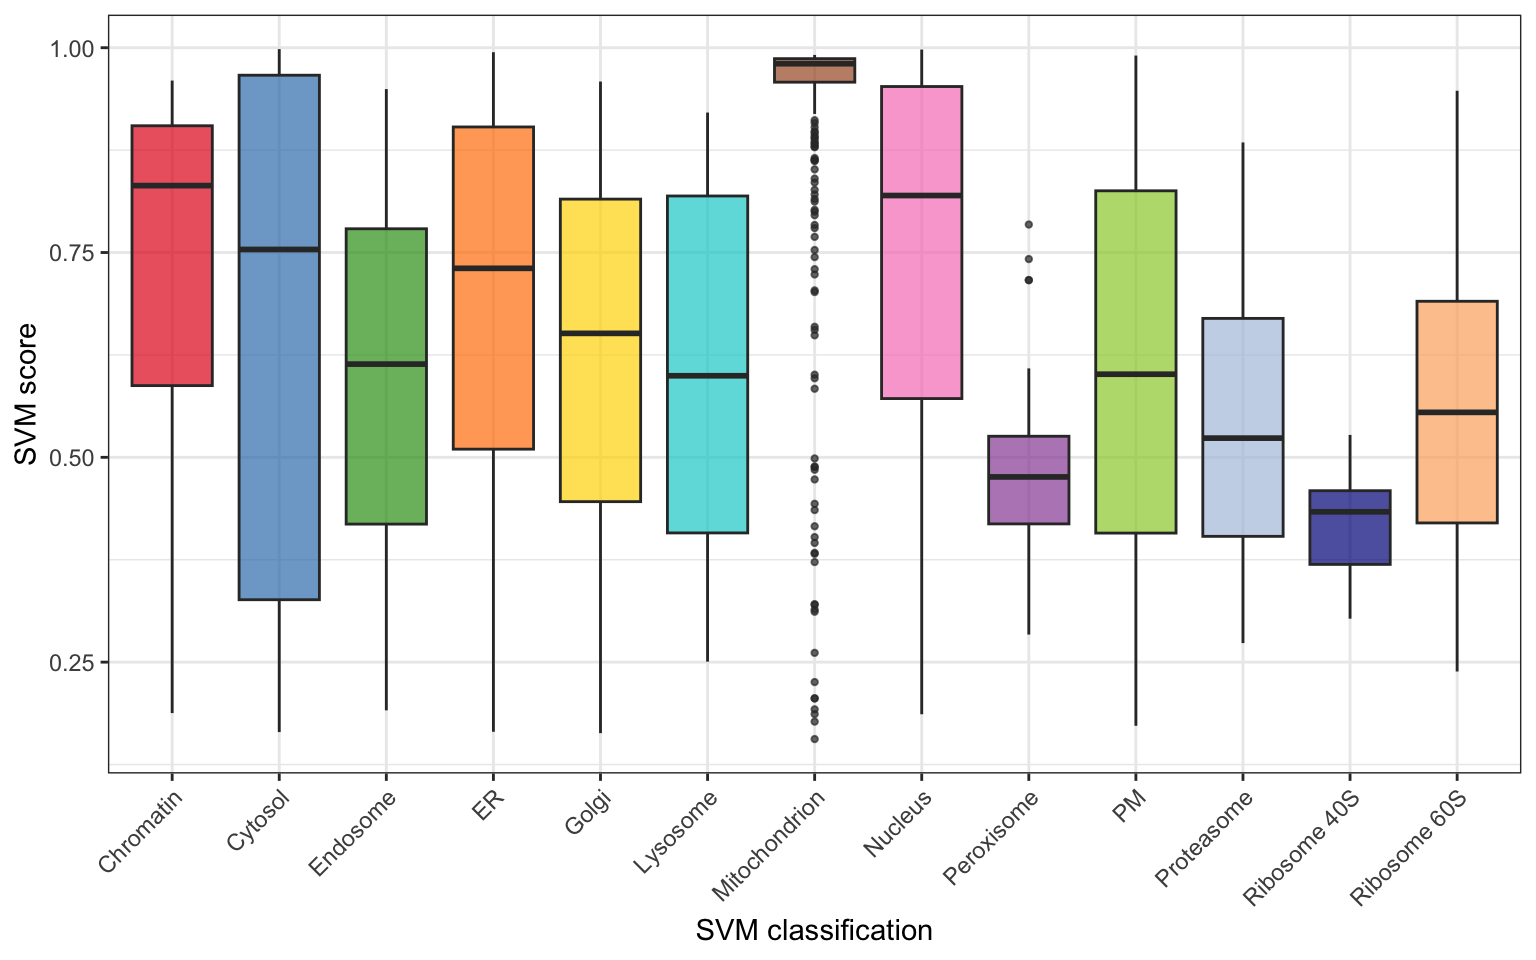 SVM score
1.00
0.75
0.50
0.25
Chromatin
Cytosol
Endosome
ER
Golgi
Lysosome
Mitochondrion
Nucleus
Peroxisome
PM
Proteasome
Ribosome 40S
Ribosome 60S
SVM classification